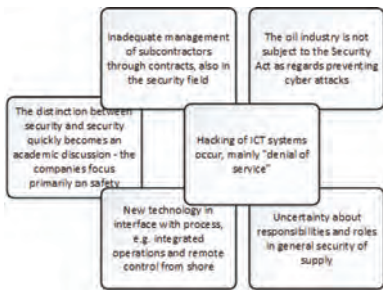 Inadequate management
of subcontractors
through contracts, also in
the security field
The oil industry is not
subject to the Security
Act as regards preventing
cyber attacks
The distinction between
security and security
quickly becomes an
academic discussion - the
companies focus
primarily on safety
Hacking of ICT systems
occur, mainly "denial of
service"
New technology in
interface with process,
e.g. integrated
operations and remote
control from shore
Uncertainty about
responsibilities and roles
in general security of
supply